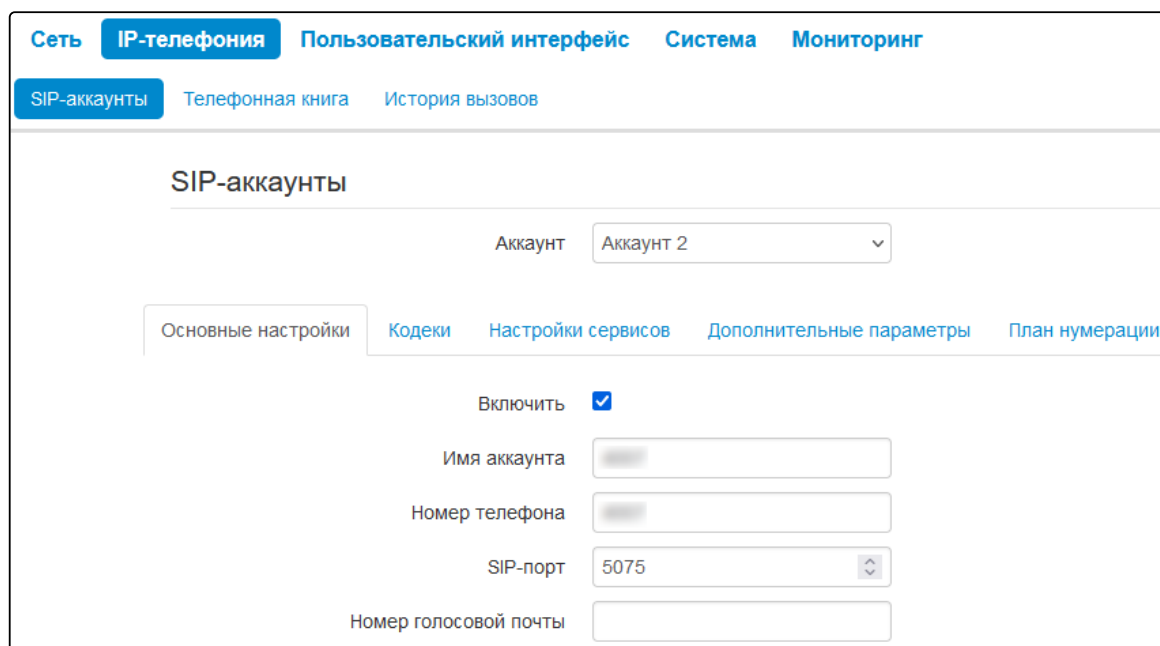 Сеть IP-телефония Пользовательский интерфейс Система Мониторинг
SIP-аккаунты Телефонная книга История вызовов
SIP-аккаунты
Аккаунт Аккаунт 2
Основные настройки Кодеки Настройки сервисов Дополнительные параметры План нумерации
Включить
Имя аккаунта
Номер телефона
SIP-порт 5075
Номер голосовой почты